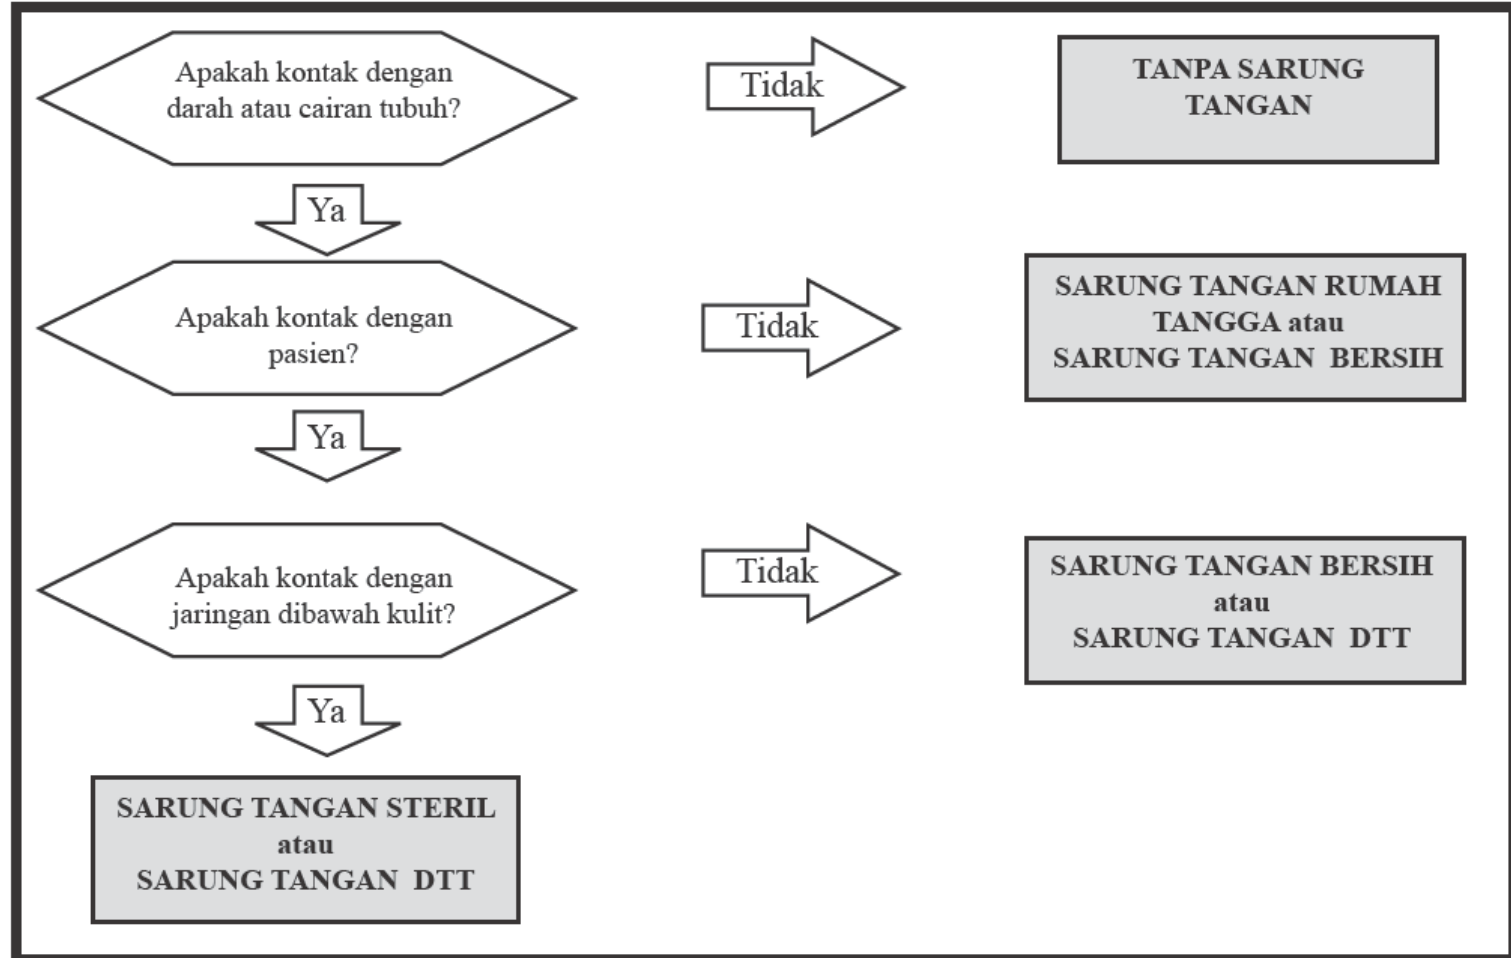 Apakah kontak dengan
darah atau cairan tubuh?
Tidak
TANPA SARUNG
TANGAN
Ya
Apakah kontak dengan
pasien?
Tidak
SARUNG TANGAN RUMAH
TANGGA atau
SARUNG TANGAN BERSIH
Ya
Apakah kontak dengan
jaringan dibawah kulit?
Tidak
SARUNG TANGAN BERSIH
atau
SARUNG TANGAN DTT
Ya
SARUNG TANGAN STERIL
atau
SARUNG TANGAN DTT